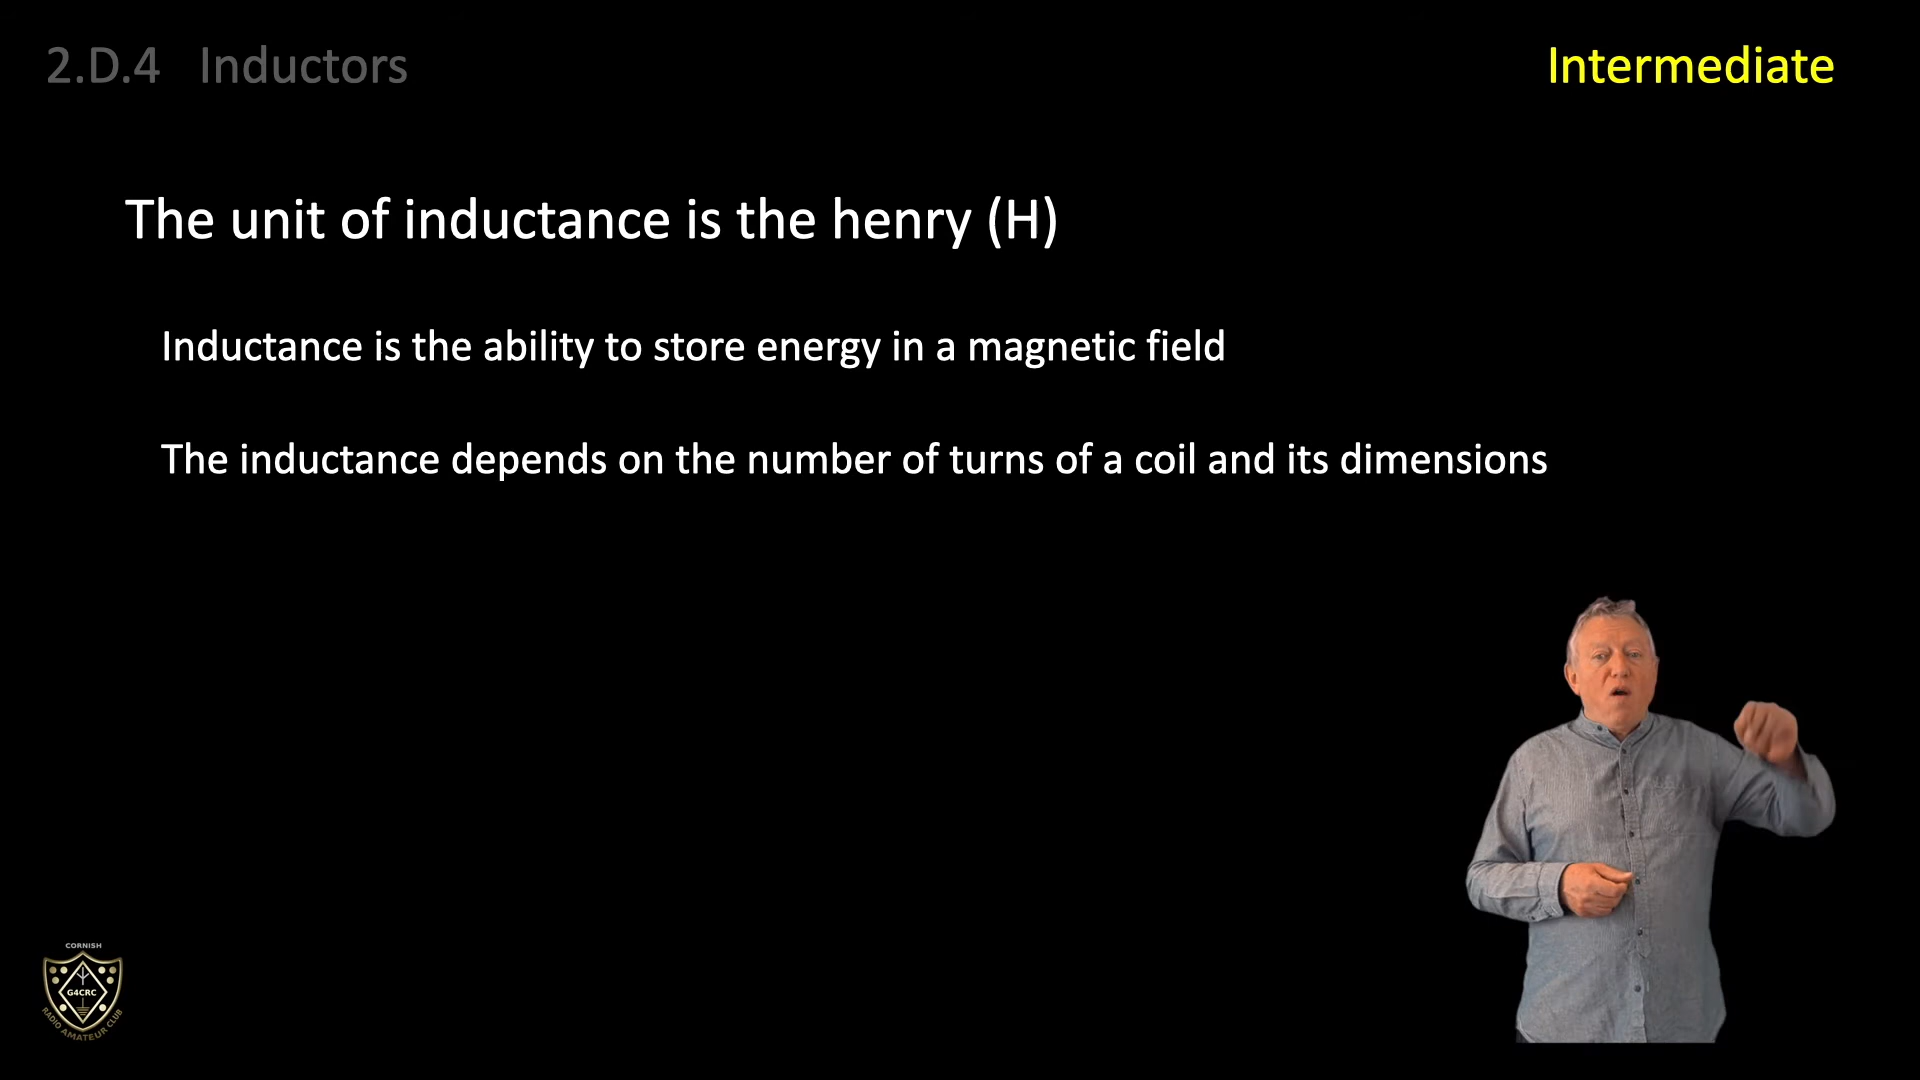 2.D.4 Inductors
Intermediate
The unit of inductance is the henry (H)
Inductance is the ability to store energy in a magnetic field
The inductance depends on the number of turns of a coil and its dimensions
CORNISH
G4CRC
RADIO AMATEUR CLUB